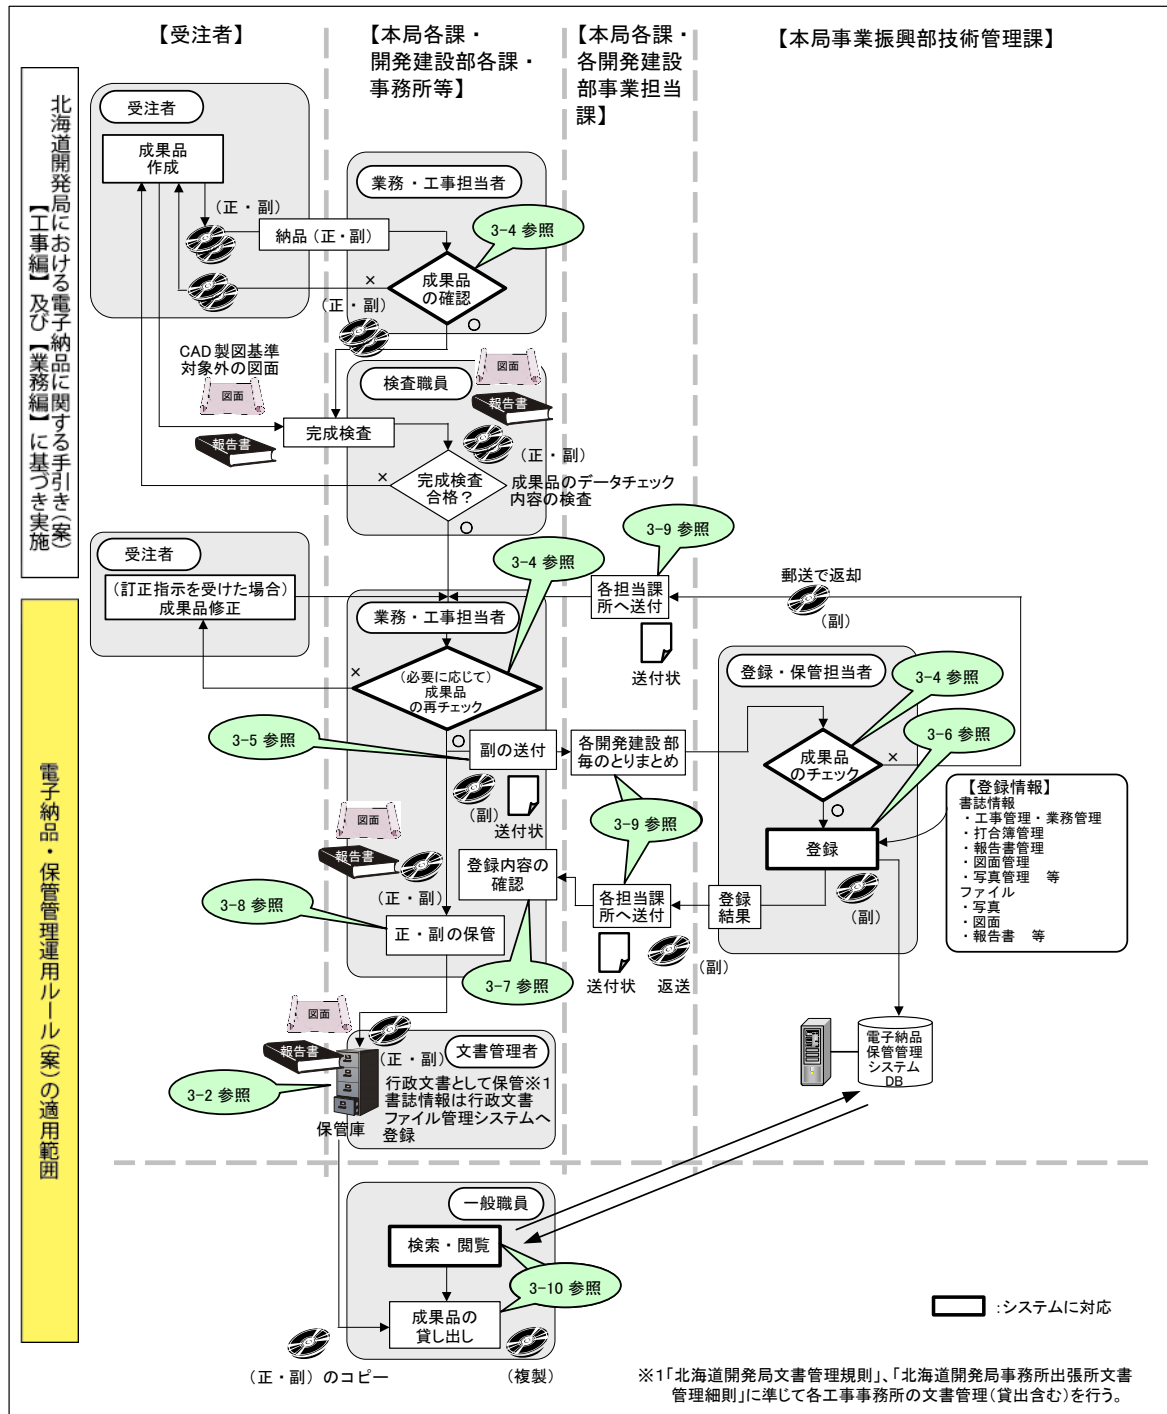 【受注者】
【本局各課・
開発建設部各課・
事務所等】
【本局各課・
各開発建設
部事業担当
課】
【本局事業振興部技術管理課】
北海道開発局における電子納品に関する手引き(案)
【工事編】及び【業務編】に基づき実施
受注者
成果品
作成
(正・副)
納品(正・副)
業務・工事担当者
3-4 参照
成果品
の確認
×
(正・副)
○
CAD製図基準
対象外の図面
図面
報告書
検査職員
図面
報告書
完成検査
(正・副)
×
完成検査
合格?
成果品のデータチェック
内容の検査
○
電子納品・保管管理運用ルール(案)の適用範囲
受注者
(訂正指示を受けた場合)
成果品修正
3-4 参照
業務・工事担当者
3-9 参照
各担当課
所へ送付
送付状
郵送で返却
(副)
×
(必要に応じて)
成果品
の再チェック
○
登録・保管担当者
3-4 参照
3-6 参照
3-5 参照
副の送付
各開発建設部
毎のとりまとめ
成果品
のチェック
×
○
(副)
送付状
3-9 参照
登録
【登録情報】
書誌情報
・工事管理・業務管理
・打合簿管理
・報告書管理
・図面管理
・写真管理 等
ファイル
・写真
・図面
・報告書 等
図面
報告書
(正・副)
登録内容の
確認
各担当課
所へ送付
登録
結果
(副)
3-8 参照
正・副の保管
3-7 参照
送付状
返送
(副)
図面
報告書
(正・副)
文書管理者
3-2 参照
保管庫
行政文書として保管※1
書誌情報は行政文書
ファイル管理システムへ
登録
電子納品
保管管理
システム
DB
一般職員
検索・閲覧
3-10 参照
成果品の
貸し出し
(正・副)のコピー
(複製)
:システムに対応
※1「北海道開発局文書管理規則」、「北海道開発局事務所出張所文書
管理細則」に準じて各工事事務所の文書管理(貸出含む)を行う。